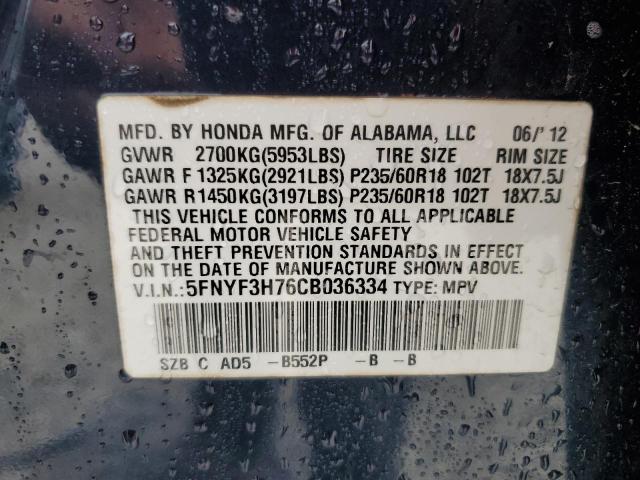 MFD. BY HONDA MFG. OF ALABAMA, LLC 06/'12
GVWR 2700KG(5953LBS) TIRE SIZE RIM SIZE
GAWR F1325KG(2921LBS)P235/60R18 102T 18X7.5J
GAWR R1450KG(3197LBS)P235/60R18 102T 18X7.5J
THIS VEHICLE CONFORMS TO ALL APPLICABLE
FEDERAL MOTOR VEHICLE SAFETY
AND THEFT PREVENTION STANDARDS IN EFFECT
ON DATE OF MANUFACTURE SHOWN ABOVE.
V.I.N.:5FNYF3H76CB036334 TYPE: MPV
SZB C AD5 -B552P -B -B